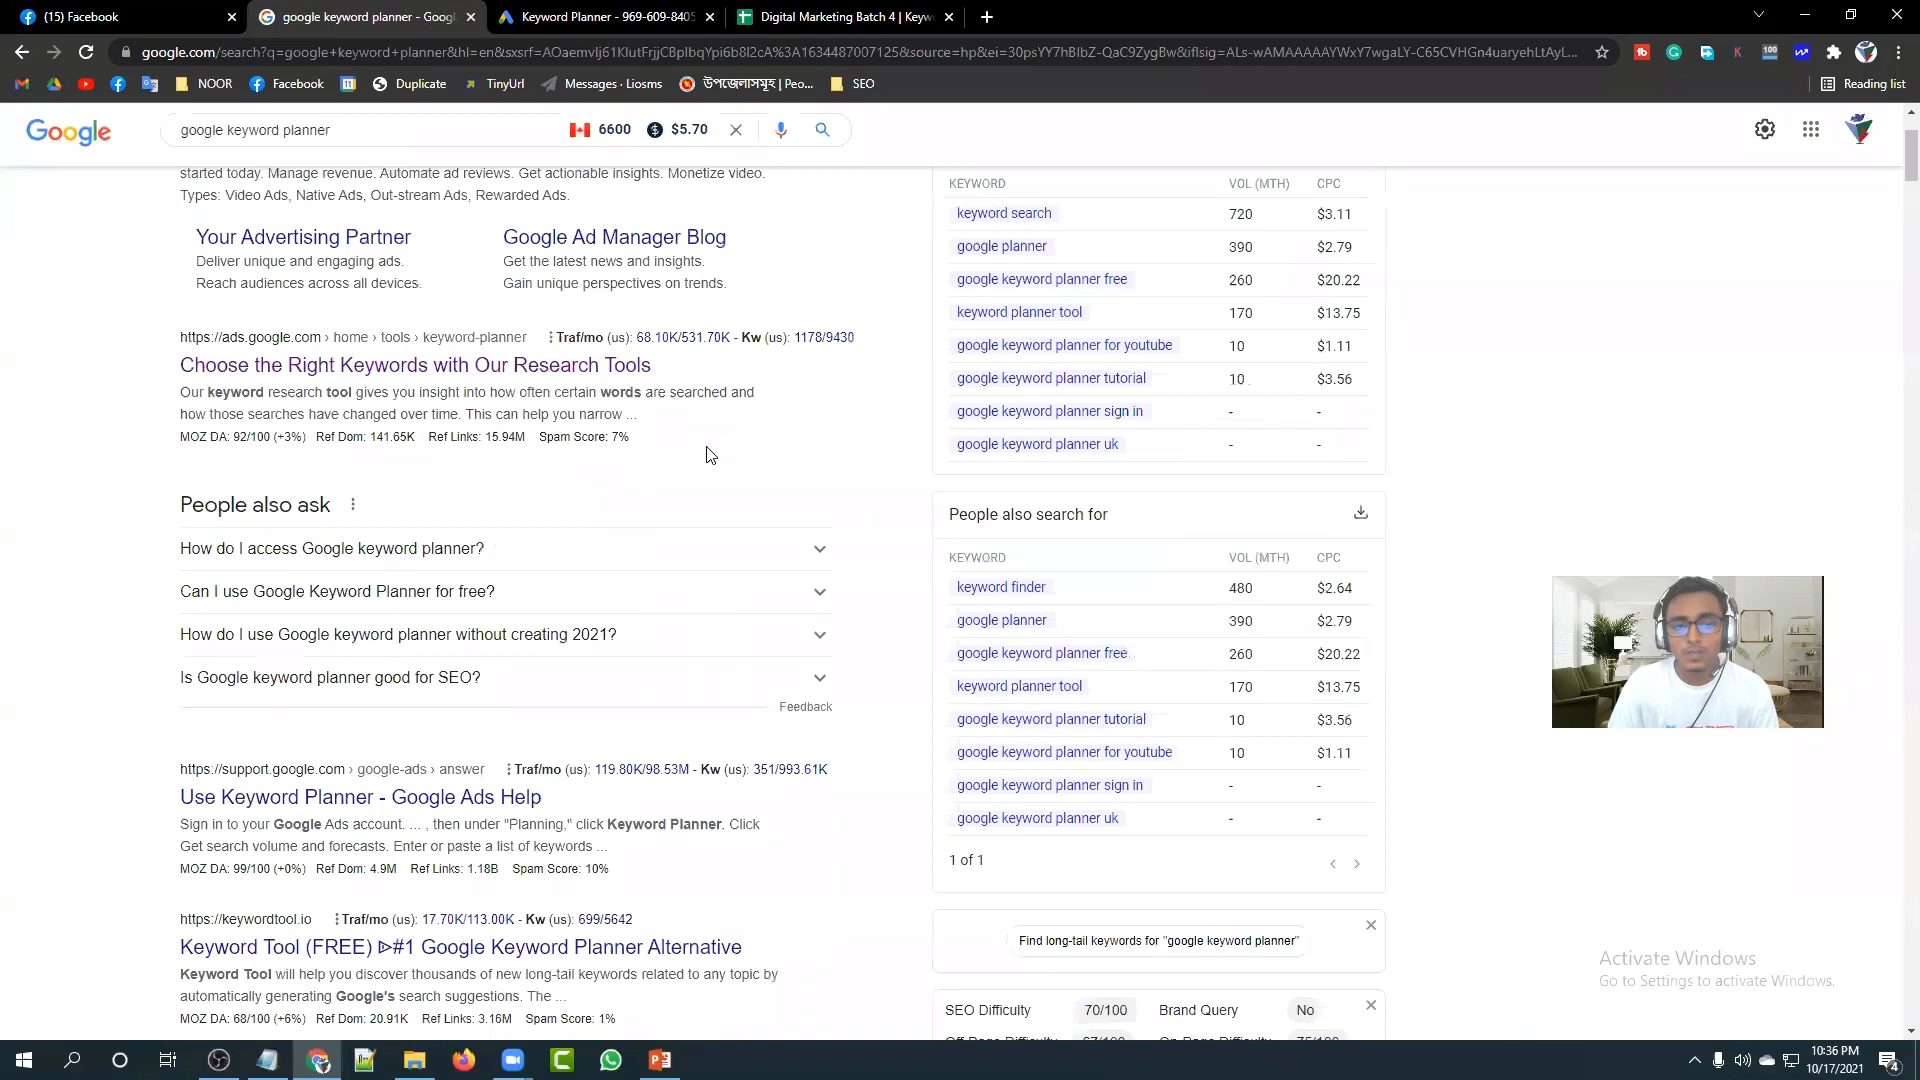 (15) Facebook
google keyword planner - Googl
Keyword Planner - 969-609-8405
Digital Marketing Batch 4 | Keyw
google.com/search?q=google+keyword+planner&hl=en&sxsrf=
NOOR
Facebook
Duplicate
TinyUrl
Messages · Liosms
উপজেলাসমূহ | Peo...
SEO
Reading list
Google
google keyword planner
6600
$5.70
started today. Manage revenue. Automate ad reviews. Get actionable insights. Monetize video.
Types: Video Ads, Native Ads, Out-stream Ads, Rewarded Ads.
Your Advertising Partner
Deliver unique and engaging ads.
Reach audiences across all devices.
Google Ad Manager Blog
Get the latest news and insights.
Gain unique perspectives on trends.
https://ads.google.com › home › tools › keyword-planner
Traf/mo (us): 68.10K/531.70K - Kw (us): 1178/9430
Choose the Right Keywords with Our Research Tools
Our keyword research tool gives you insight into how often certain words are searched and
how those searches have changed over time. This can help you narrow ...
MOZ DA: 92/100 (+3%) Ref Dom: 141.65K Ref Links: 15.94M Spam Score: 7%
People also ask
How do I access Google keyword planner?
Can I use Google Keyword Planner for free?
How do I use Google keyword planner without creating 2021?
Is Google keyword planner good for SEO?
Feedback
https://support.google.com › google-ads › answer
Traf/mo (us): 119.80K/98.53M - Kw (us): 351/993.61K
Use Keyword Planner - Google Ads Help
Sign in to your Google Ads account. ... , then under "Planning," click Keyword Planner. Click
Get search volume and forecasts. Enter or paste a list of keywords ...
MOZ DA: 99/100 (+0%) Ref Dom: 4.9M Ref Links: 1.18B Spam Score: 10%
https://keywordtool.io
Traf/mo (us): 17.70K/113.00K - Kw (us): 699/5642
Keyword Tool (FREE) ᐈ#1 Google Keyword Planner Alternative
Keyword Tool will help you discover thousands of new long-tail keywords related to any topic by
automatically generating Google's search suggestions. The ...
MOZ DA: 68/100 (+6%) Ref Dom: 20.91K Ref Links: 3.16M Spam Score: 1%
KEYWORD VOL (MTH) CPC
keyword search 720 $3.11
google planner 390 $2.79
google keyword planner free 260 $20.22
keyword planner tool 170 $13.75
google keyword planner for youtube 10 $1.11
google keyword planner tutorial 10 $3.56
google keyword planner sign in - -
google keyword planner uk - -
People also search for
KEYWORD VOL (MTH) CPC
keyword finder 480 $2.64
google planner 390 $2.79
google keyword planner free 260 $20.22
keyword planner tool 170 $13.75
google keyword planner tutorial 10 $3.56
google keyword planner for youtube 10 $1.11
google keyword planner sign in - -
google keyword planner uk - -
1 of 1
Find long-tail keywords for "google keyword planner"
SEO Difficulty 70/100 Brand Query No
Activate Windows
Go to Settings to activate Windows.
10:36 PM
10/17/2021
4